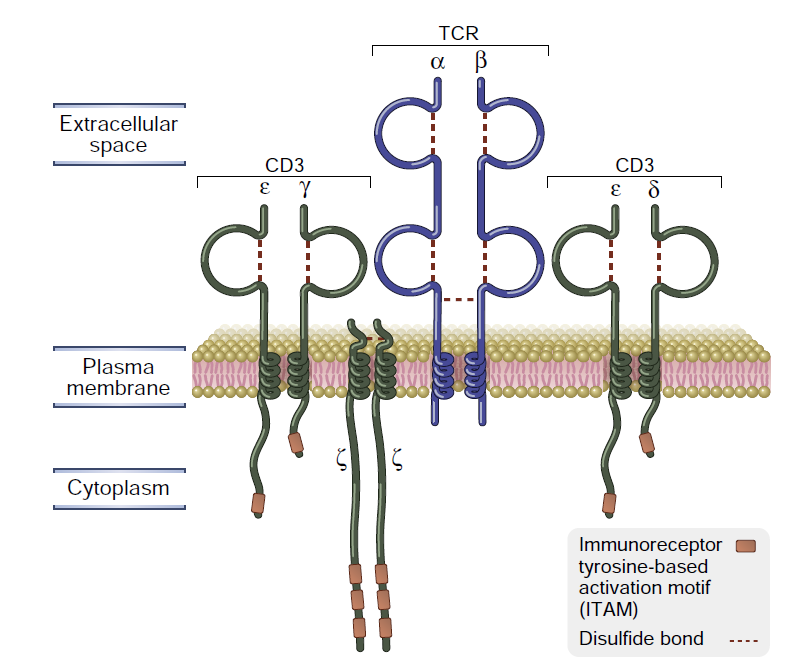 TCR
α β
Extracellular
space
CD3
ε γ
CD3
ε δ
Plasma
membrane
ζ ζ
Cytoplasm
Immunoreceptor
tyrosine-based
activation motif
(ITAM)
Disulfide bond